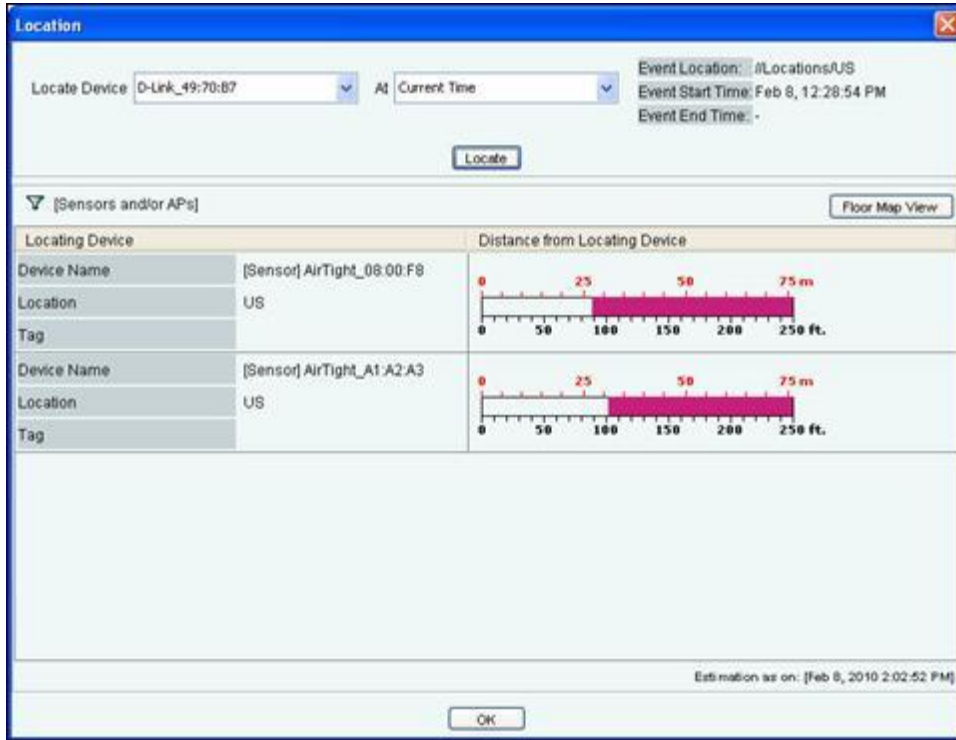 Location
Locate Device D-Link_49:70:B7 At Current Time
Event Location: //Locations/US
Event Start Time: Feb 8, 12:28:54 PM
Event End Time: -
Locate
[Sensors and/or APs]
Floor Map View
Locating Device Distance from Locating Device
Device Name [Sensor] AirTight_08:00:F8
Location US
Tag
0 25 50 75 m
0 50 100 150 200 250 ft.
Device Name [Sensor] AirTight_A1:A2:A3
Location US
Tag
0 25 50 75 m
0 50 100 150 200 250 ft.
Estimation as on: [Feb 8, 2010 2:02:52 PM]
OK